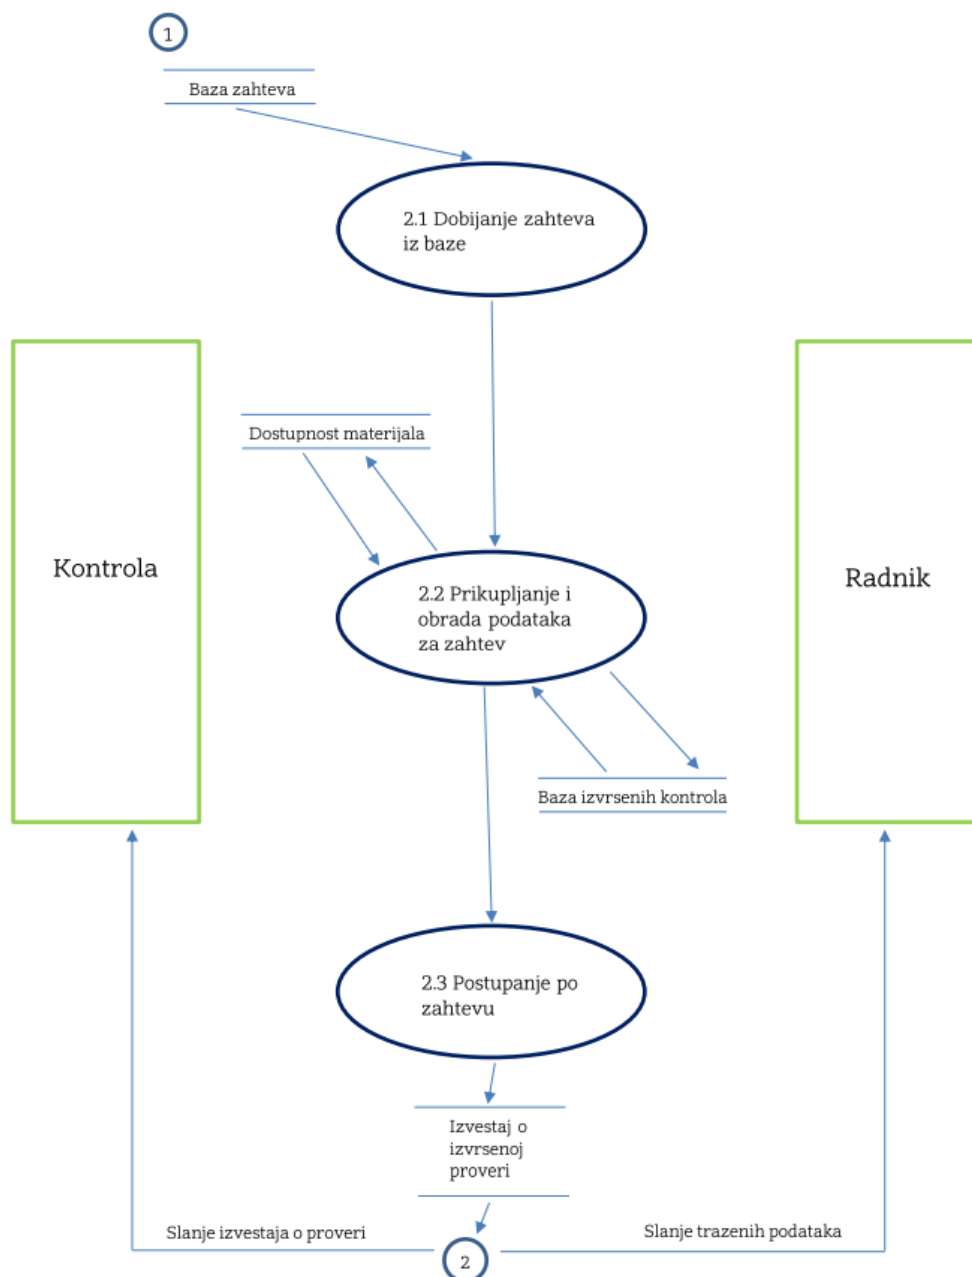 1
Baza zahteva
2.1 Dobijanje zahteva
iz baze
Dostupnost materijala
Kontrola
Radnik
2.2 Prikupljanje i
obrada podataka
za zahtev
Baza izvrsenih kontrola
2.3 Postupanje po
zahtevu
Izvestaj o
izvrsenoj
proveri
Slanje izvestaja o proveri
Slanje trazenih podataka
2